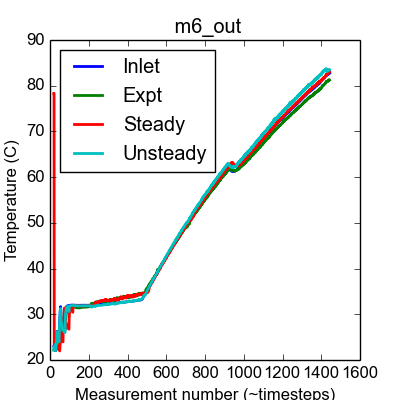 m6_out
90
80
70
60
50
40
30
20
Temperature (C)
Inlet
Expt
Steady
Unsteady
0 200 400 600 800 1000 1200 1400 1600
Measurement number (~timesteps)